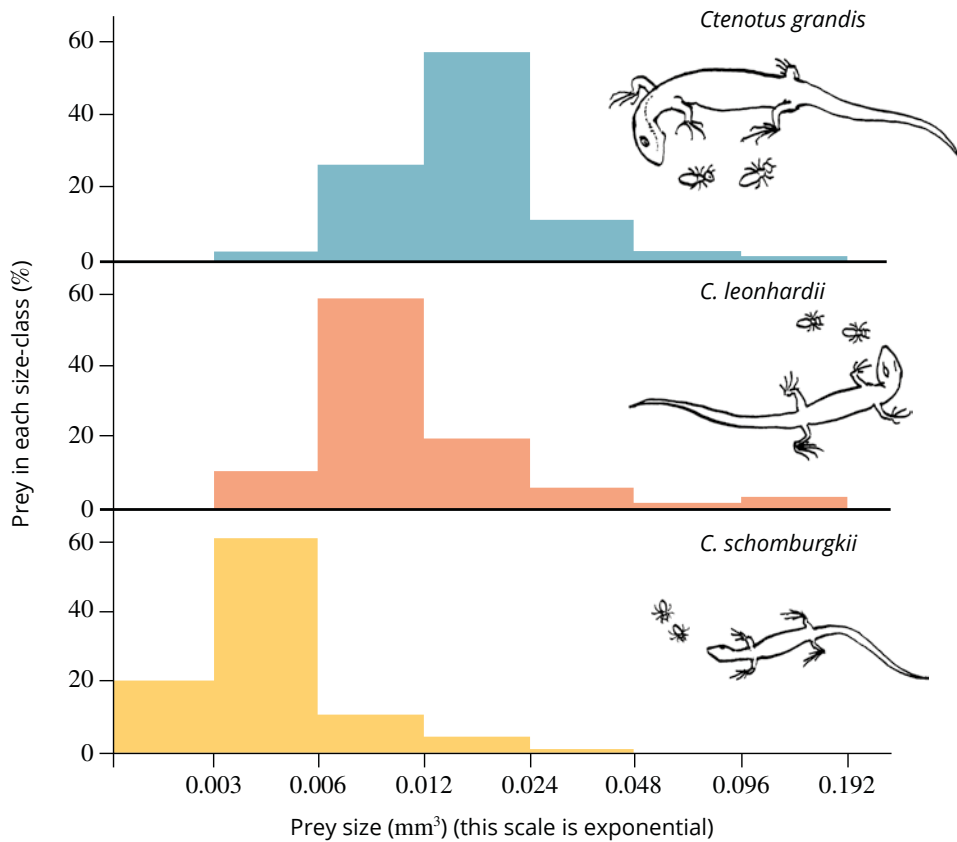 Ctenotus grandis
60
40
20
0
C. leonhardii
60
40
20
0
C. schomburgkii
60
40
20
0
0.003 0.006 0.012 0.024 0.048 0.096 0.192
Prey size (mm³) (this scale is exponential)
Prey in each size-class (%)